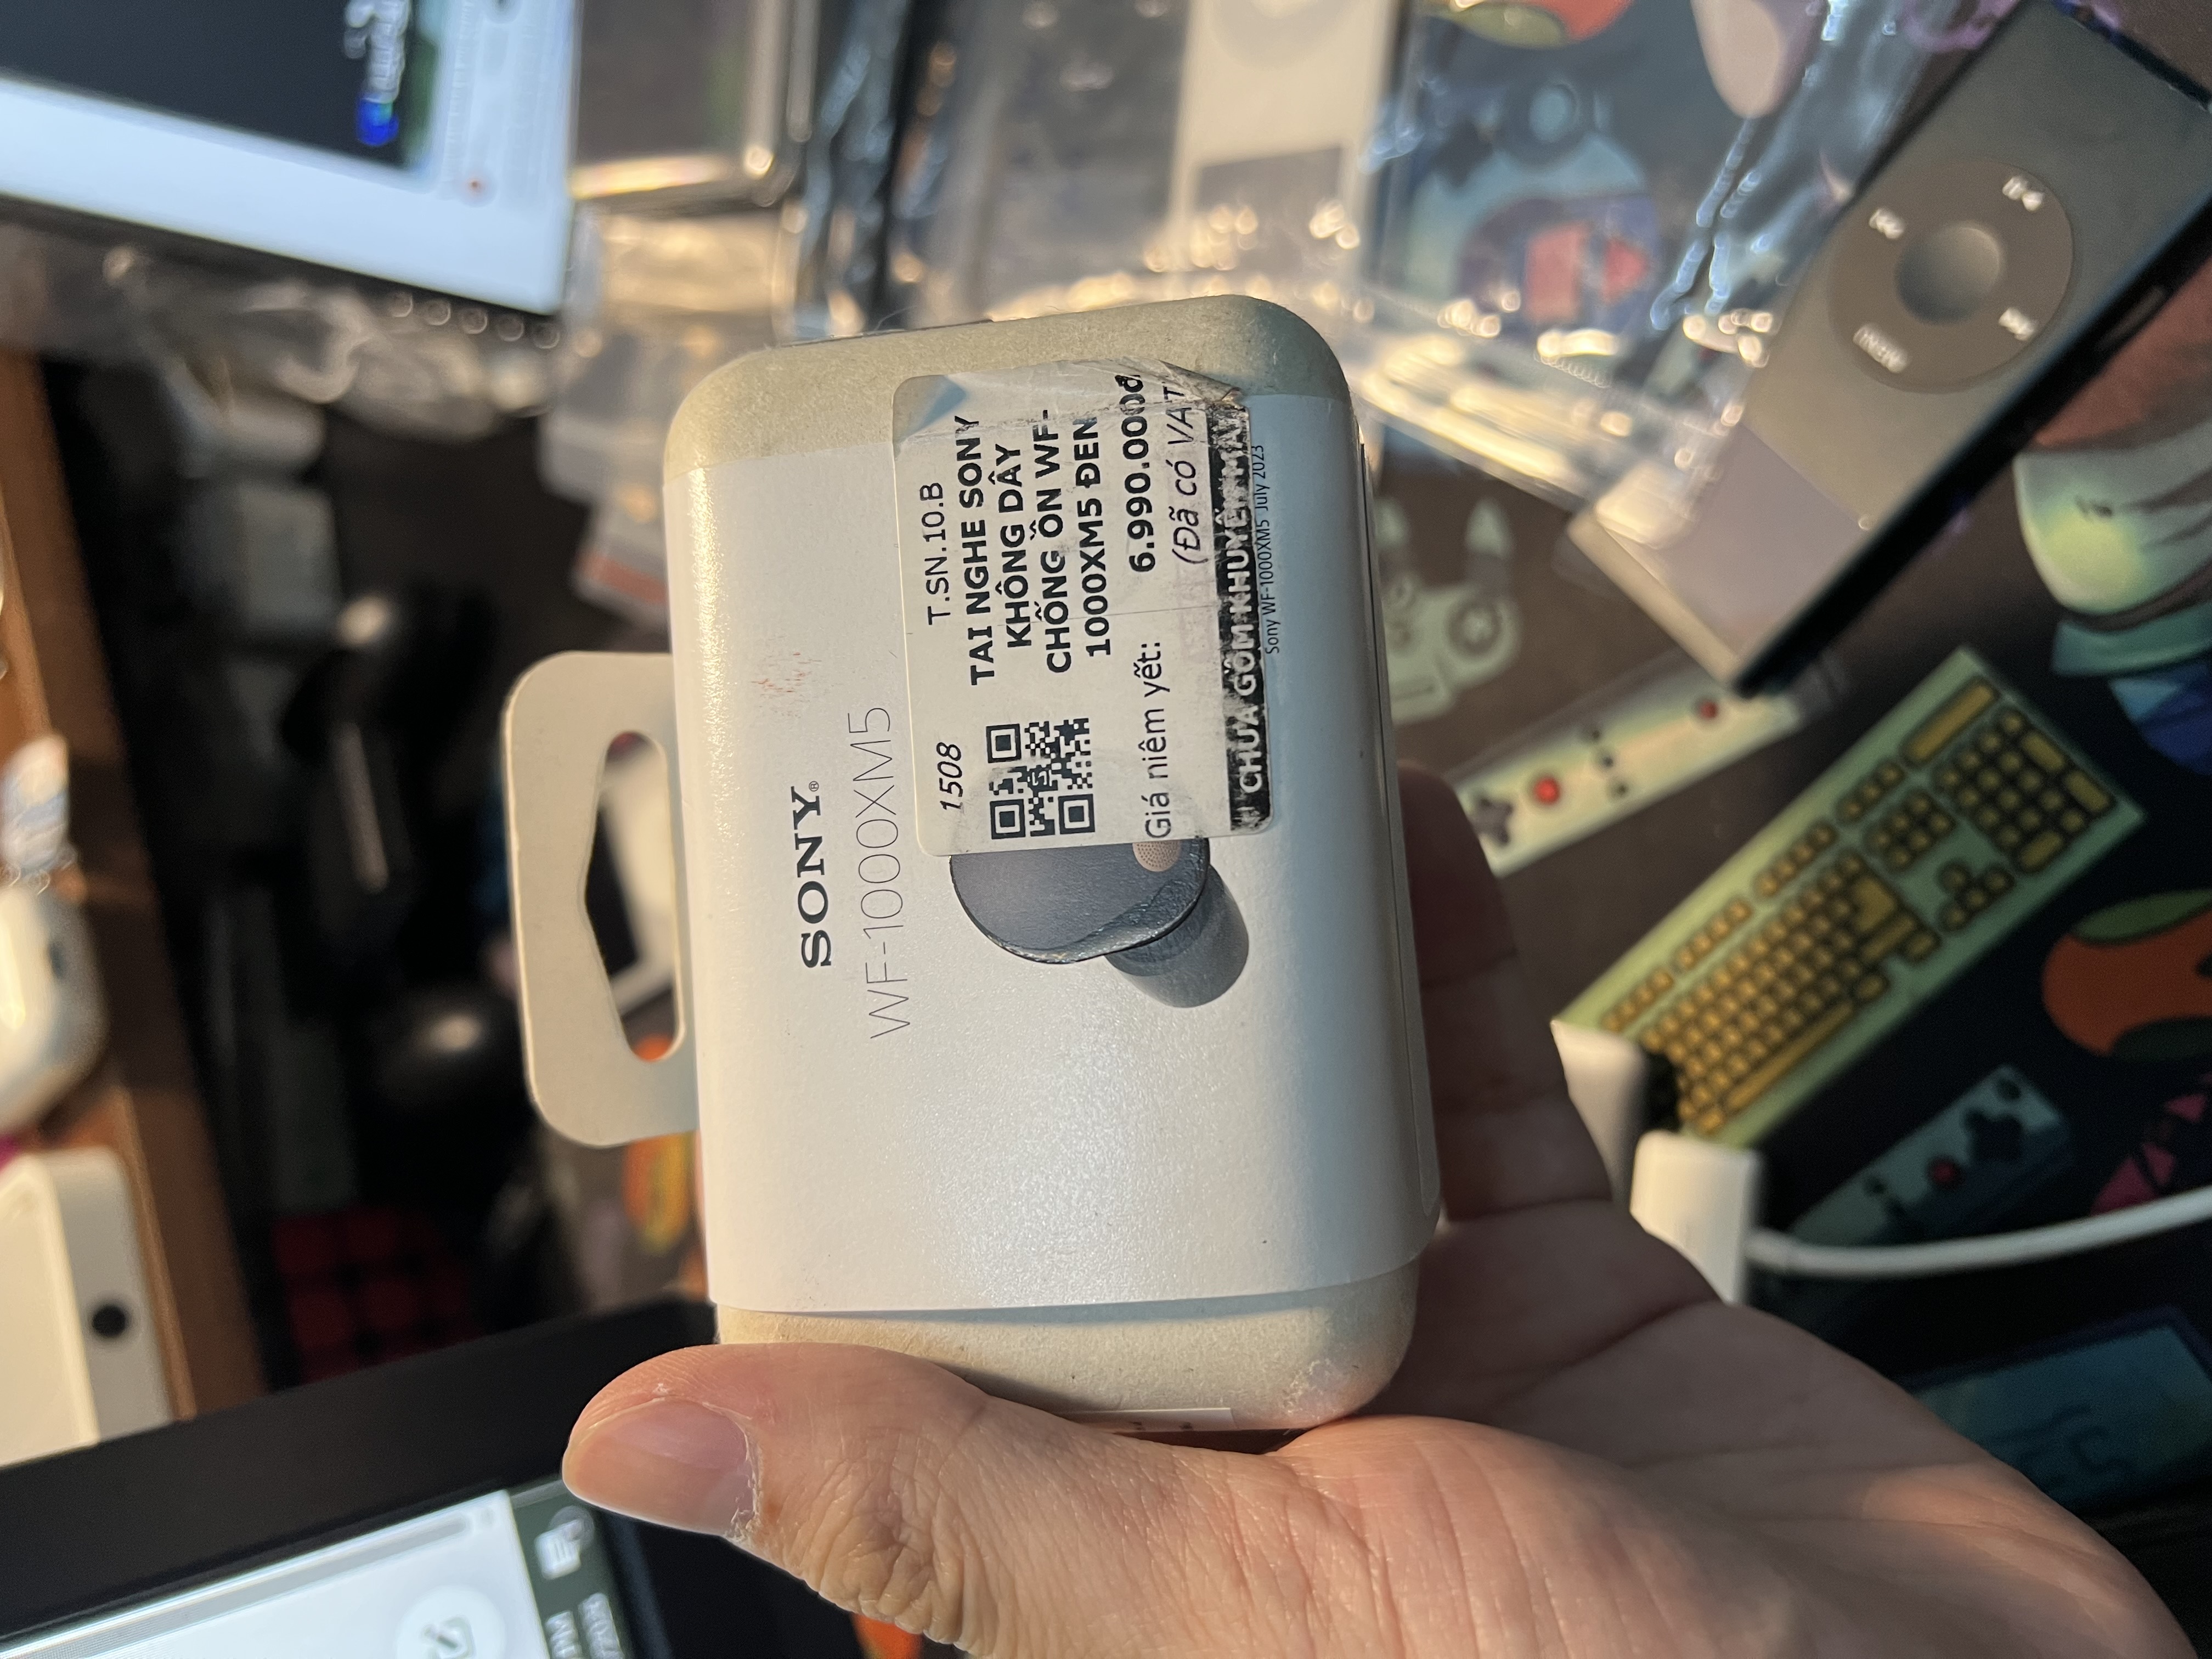 SONY®
WF-1000XM5
1508
T.SN.10.B
TAI NGHE SONY
KHÔNG DÂY
CHỐNG ỒN WF-
1000XM5 ĐEN
Giá niêm yết: 6.990.000đ
(Đã có VAT
CHƯA GỒM KHUYẾN MÃI
Sony WF-1000XM5 July 2023
MENU